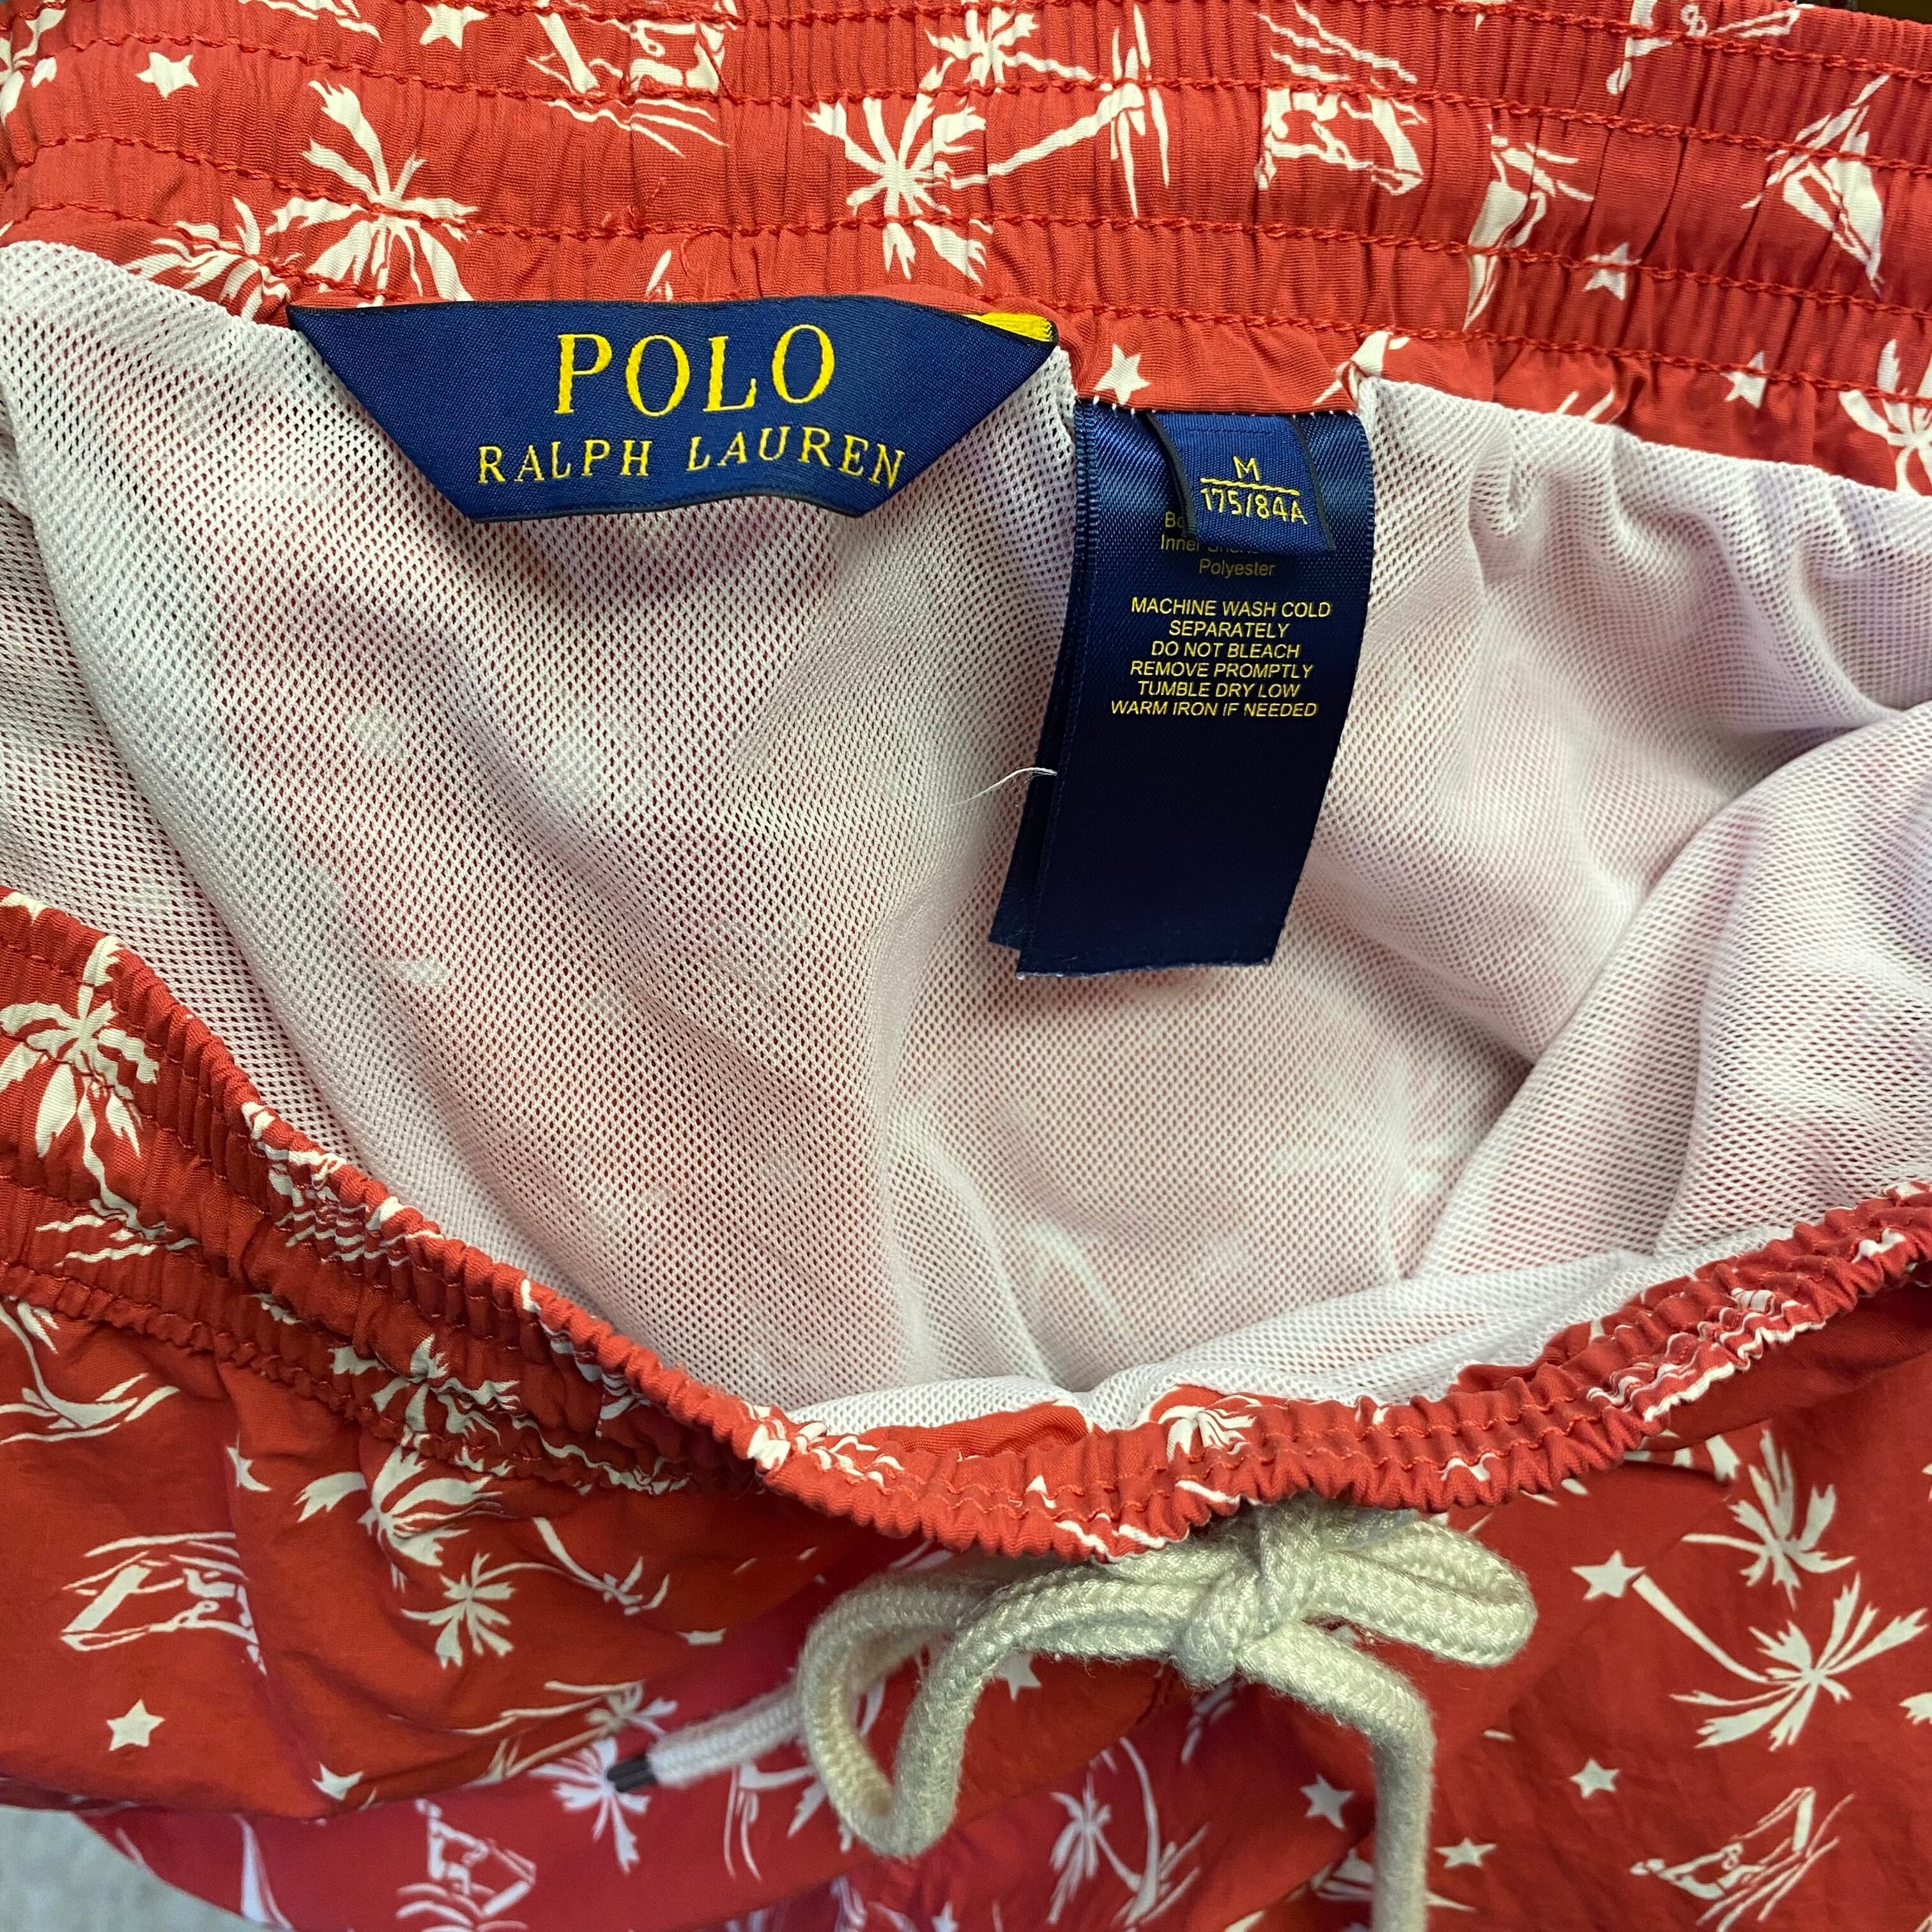 POLO
RALPH LAUREN
M
175/84A
Inner
Polyester
MACHINE WASH COLD
SEPARATELY
DO NOT BLEACH
REMOVE PROMPTLY
TUMBLE DRY LOW
WARM IRON IF NEEDED